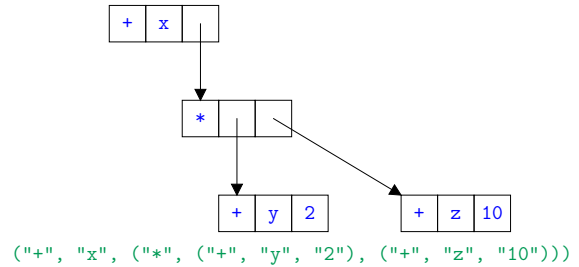 + x
*
+ y 2 + z 10
("+", "x", ("*", ("+", "y", "2"), ("+", "z", "10")))